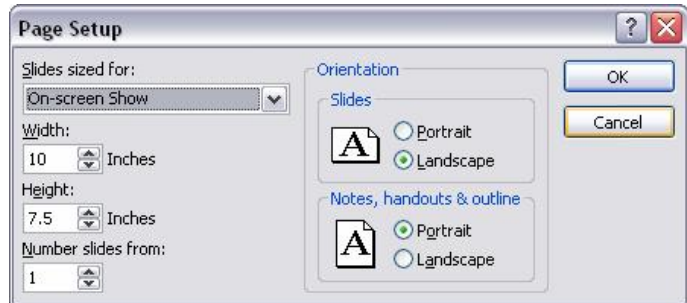 Page Setup
?
Slides sized for:
On-screen Show
Width:
10 Inches
Height:
7.5 Inches
Number slides from:
1
Orientation
Slides
A
Portrait
Landscape
Notes, handouts & outline
A
Portrait
Landscape
OK
Cancel